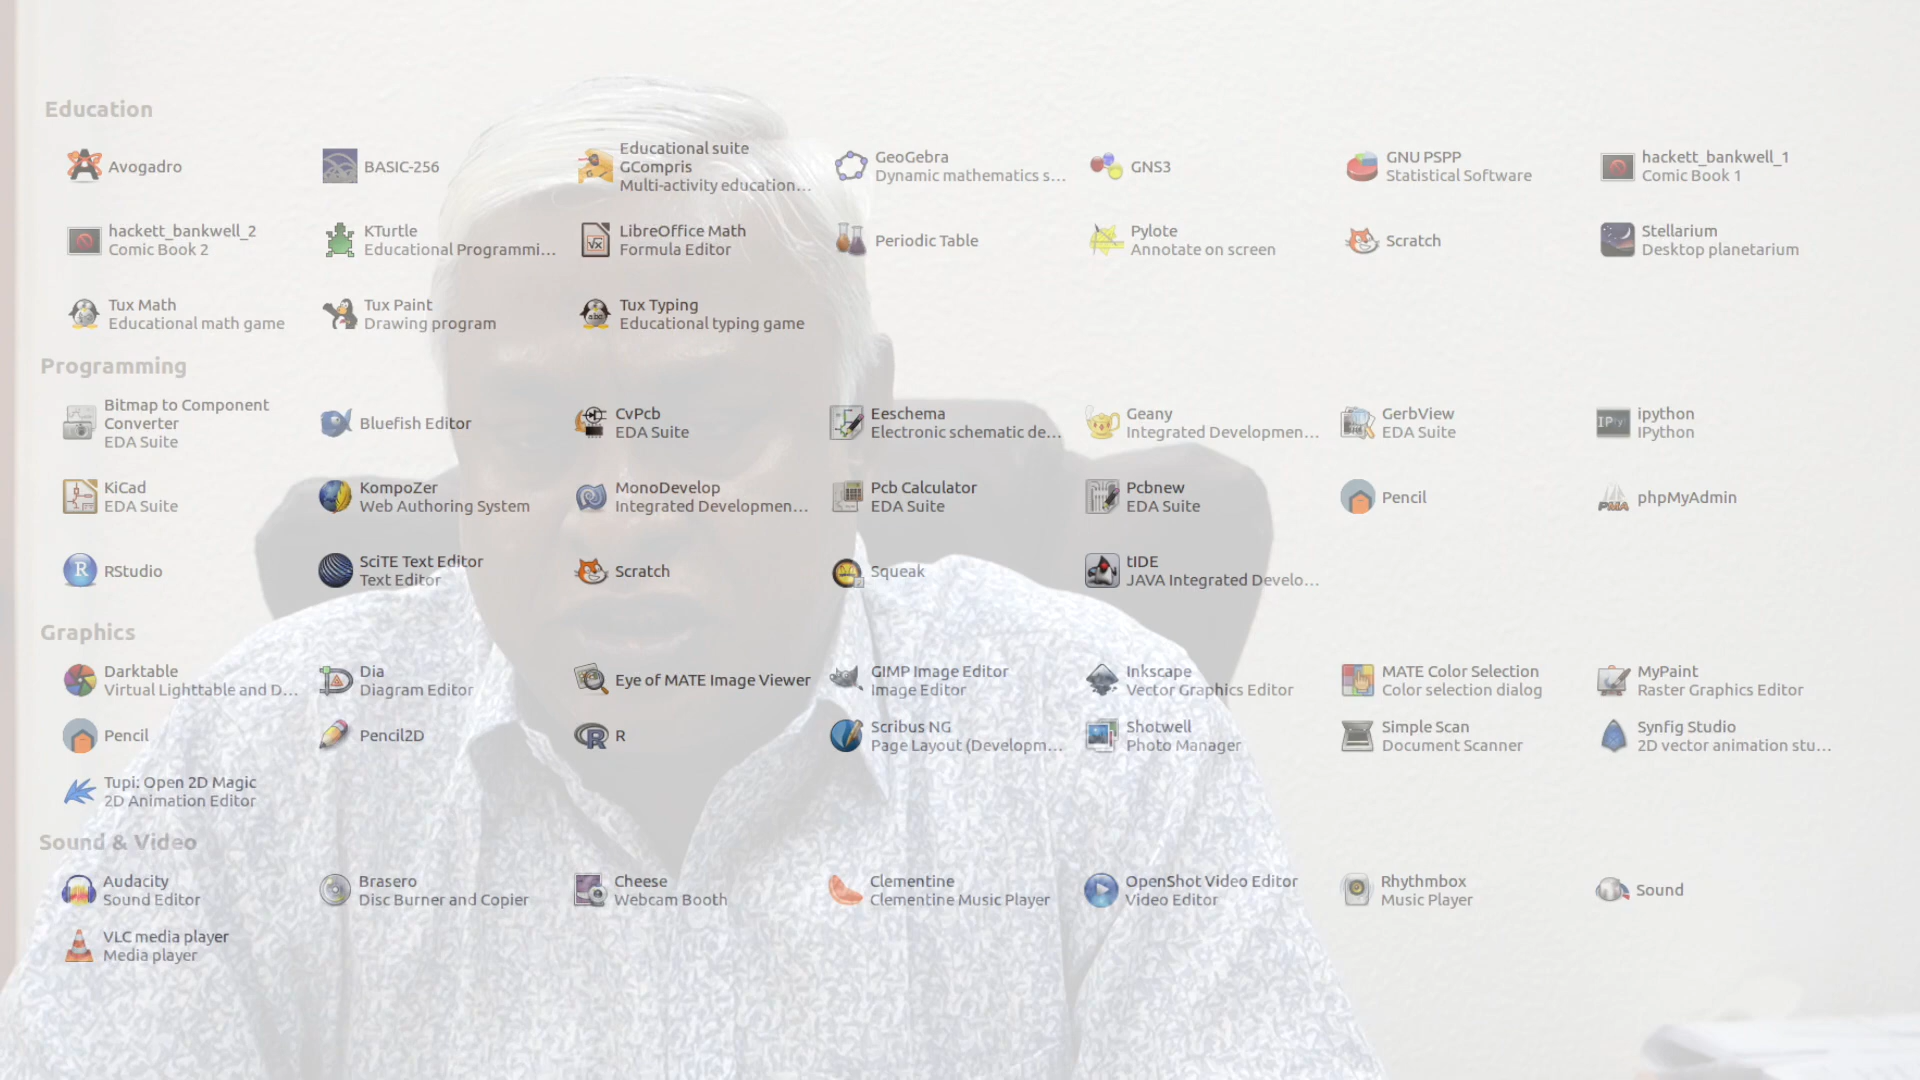 Education
Avogadro
BASIC-256
Educational suite
GCompris
Multi-activity education...
GeoGebra
Dynamic mathematics s...
GNS3
GNU PSPP
Statistical Software
hackett_bankwell_1
Comic Book 1
hackett_bankwell_2
Comic Book 2
KTurtle
Educational Programmi...
LibreOffice Math
Formula Editor
Periodic Table
Pylote
Annotate on screen
Scratch
Stellarium
Desktop planetarium
Tux Math
Educational math game
Tux Paint
Drawing program
Tux Typing
Educational typing game
Programming
Bitmap to Component
Converter
EDA Suite
Bluefish Editor
CvPcb
EDA Suite
Eeschema
Electronic schematic de...
Geany
Integrated Developmen...
GerbView
EDA Suite
ipython
IPython
KiCad
EDA Suite
KompoZer
Web Authoring System
MonoDevelop
Integrated Developmen...
Pcb Calculator
EDA Suite
Pcbnew
EDA Suite
Pencil
phpMyAdmin
RStudio
SciTE Text Editor
Text Editor
Scratch
Squeak
tIDE
JAVA Integrated Develo...
Graphics
Darktable
Virtual Lighttable and D...
Dia
Diagram Editor
Eye of MATE Image Viewer
GIMP Image Editor
Image Editor
Inkscape
Vector Graphics Editor
MATE Color Selection
Color selection dialog
MyPaint
Raster Graphics Editor
Pencil
Pencil2D
R
Scribus NG
Page Layout (Developm...
Shotwell
Photo Manager
Simple Scan
Document Scanner
Synfig Studio
2D vector animation stu...
Tupi: Open 2D Magic
2D Animation Editor
Sound & Video
Audacity
Sound Editor
Brasero
Disc Burner and Copier
Cheese
Webcam Booth
Clementine
Clementine Music Player
OpenShot Video Editor
Video Editor
Rhythmbox
Music Player
Sound
VLC media player
Media player